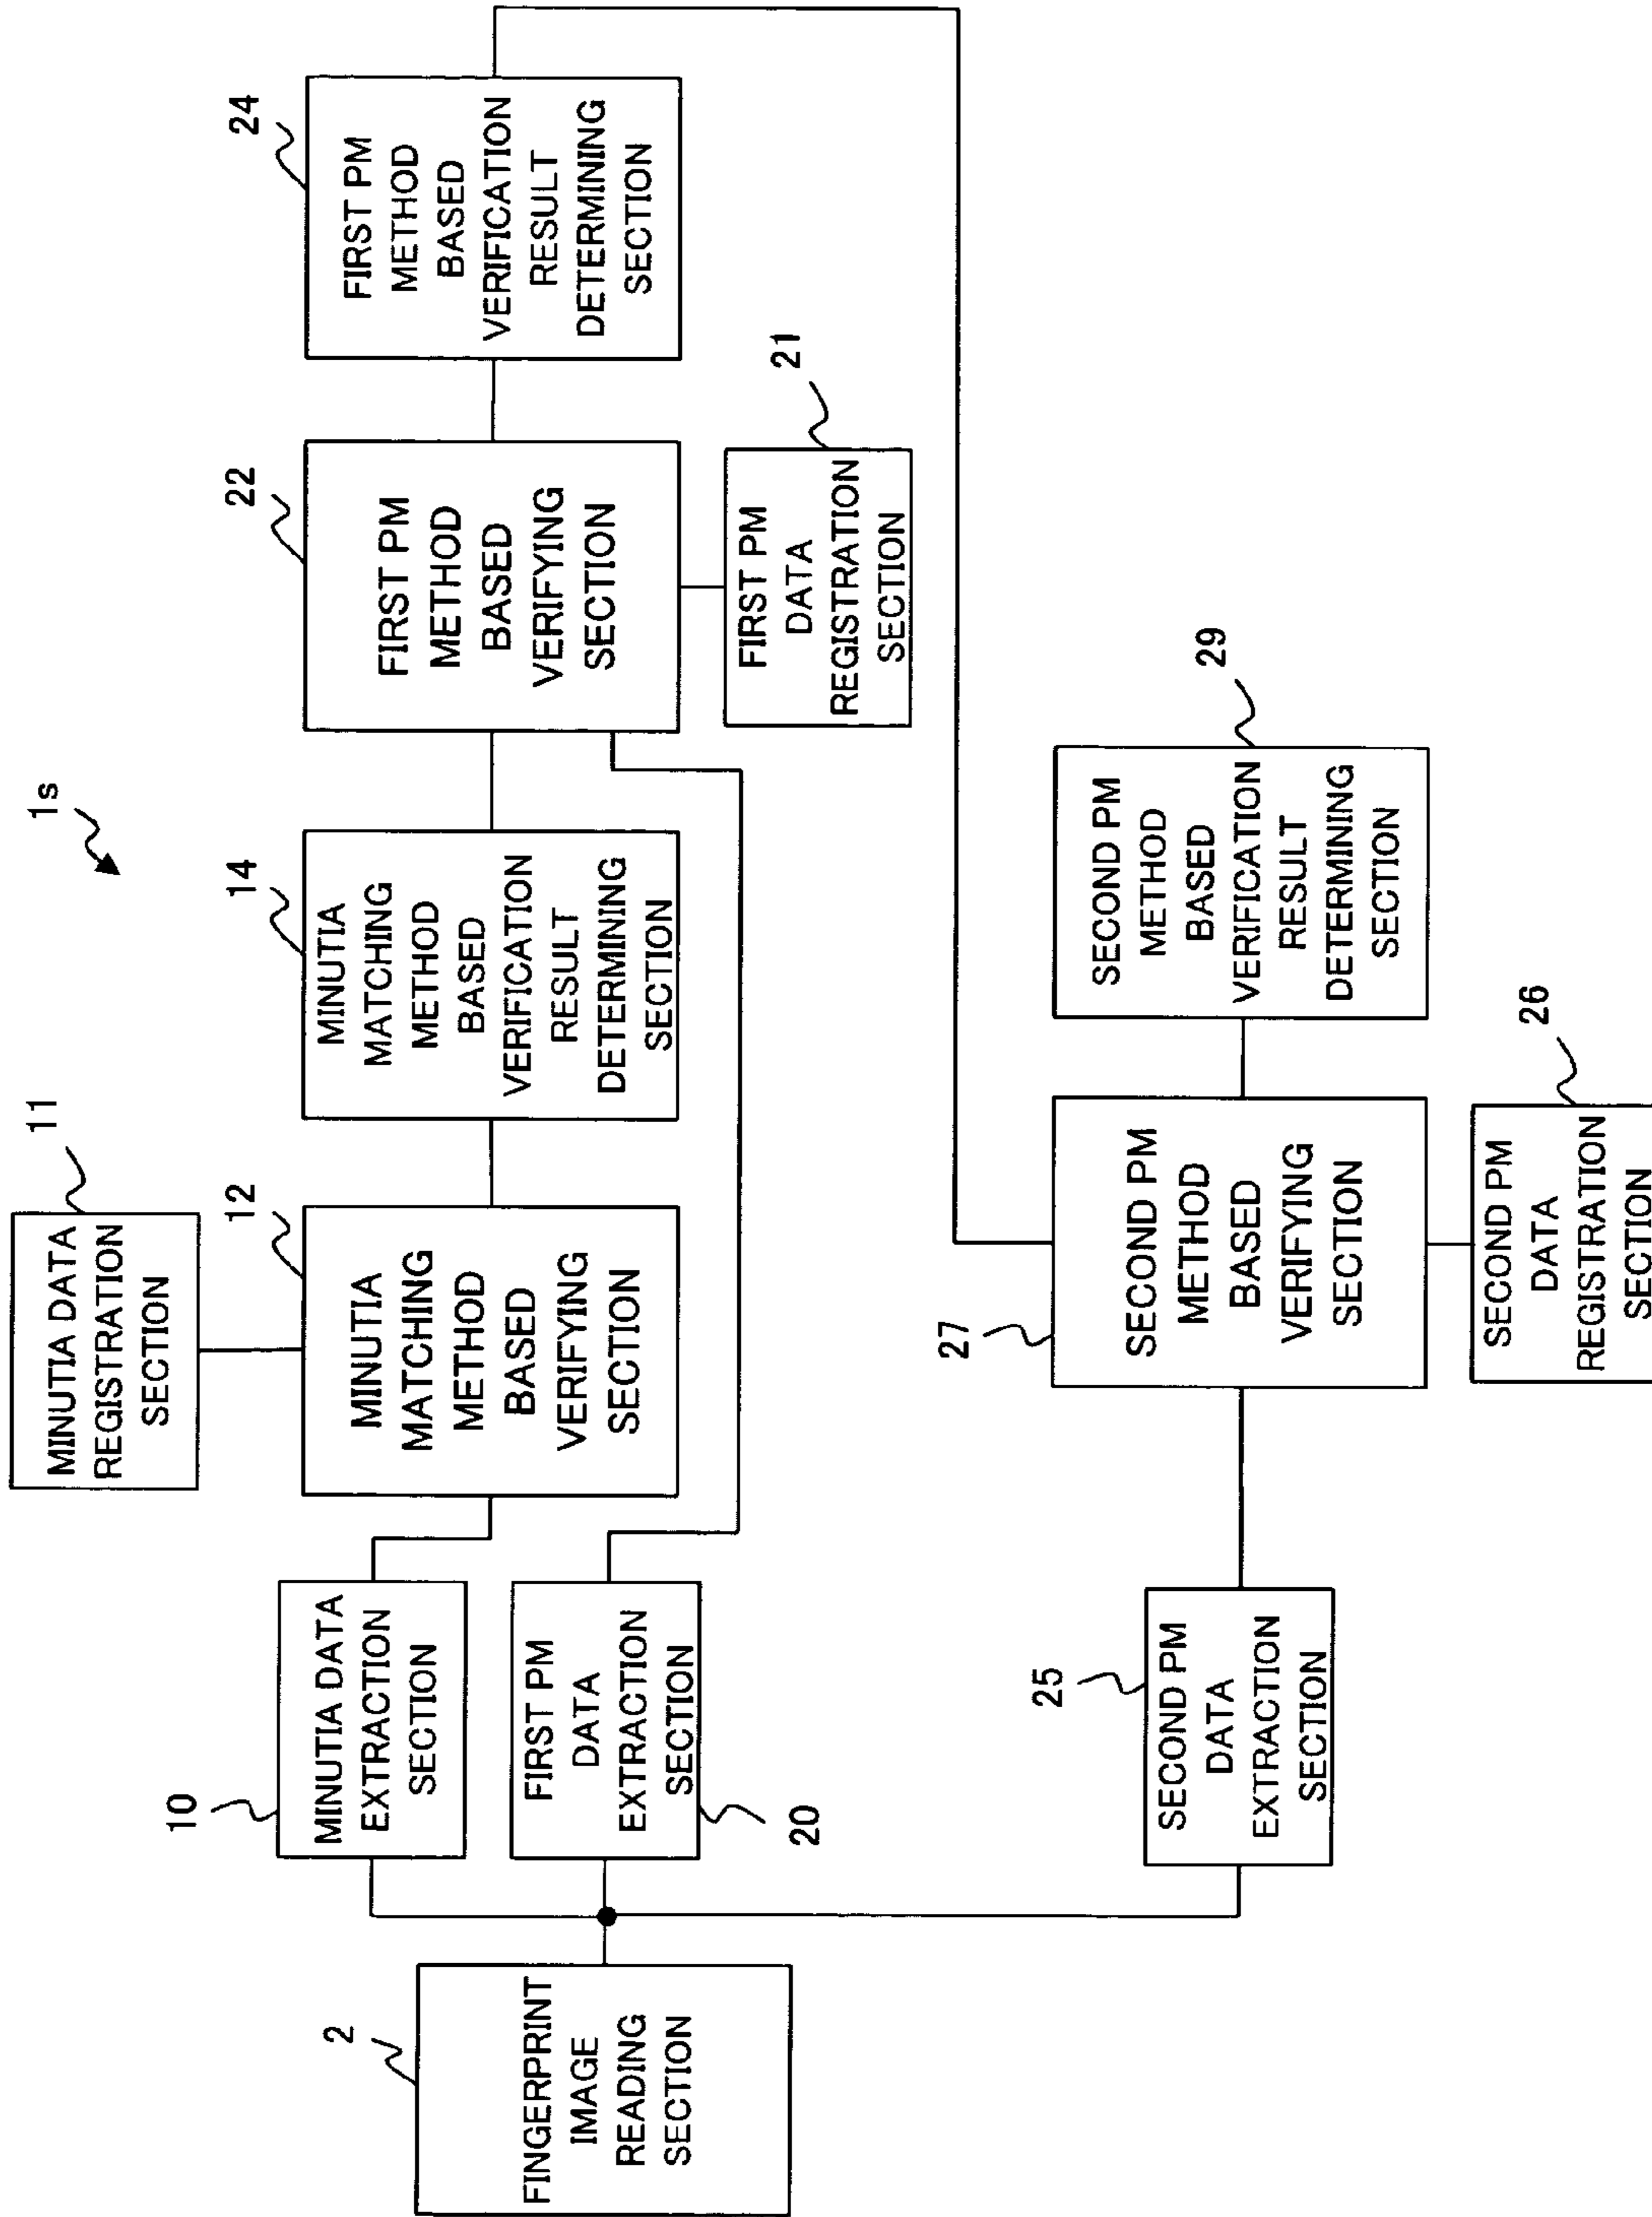 1s
2
FINGERPRINT
IMAGE
READING
SECTION
10
MINUTIA DATA
EXTRACTION
SECTION
11
MINUTIA DATA
REGISTRATION
SECTION
12
MINUTIA
MATCHING
METHOD
BASED
VERIFYING
SECTION
14
MINUTIA
MATCHING
METHOD
BASED
VERIFICATION
RESULT
DETERMINING
SECTION
22
FIRST PM
METHOD
BASED
VERIFYING
SECTION
24
FIRST PM
METHOD
BASED
VERIFICATION
RESULT
DETERMINING
SECTION
FIRST PM
DATA
EXTRACTION
SECTION
20
21
FIRST PM
DATA
REGISTRATION
SECTION
25
SECOND PM
DATA
EXTRACTION
SECTION
27
SECOND PM
METHOD
BASED
VERIFYING
SECTION
29
SECOND PM
METHOD
BASED
VERIFICATION
RESULT
DETERMINING
SECTION
26
SECOND PM
DATA
REGISTRATION
SECTION